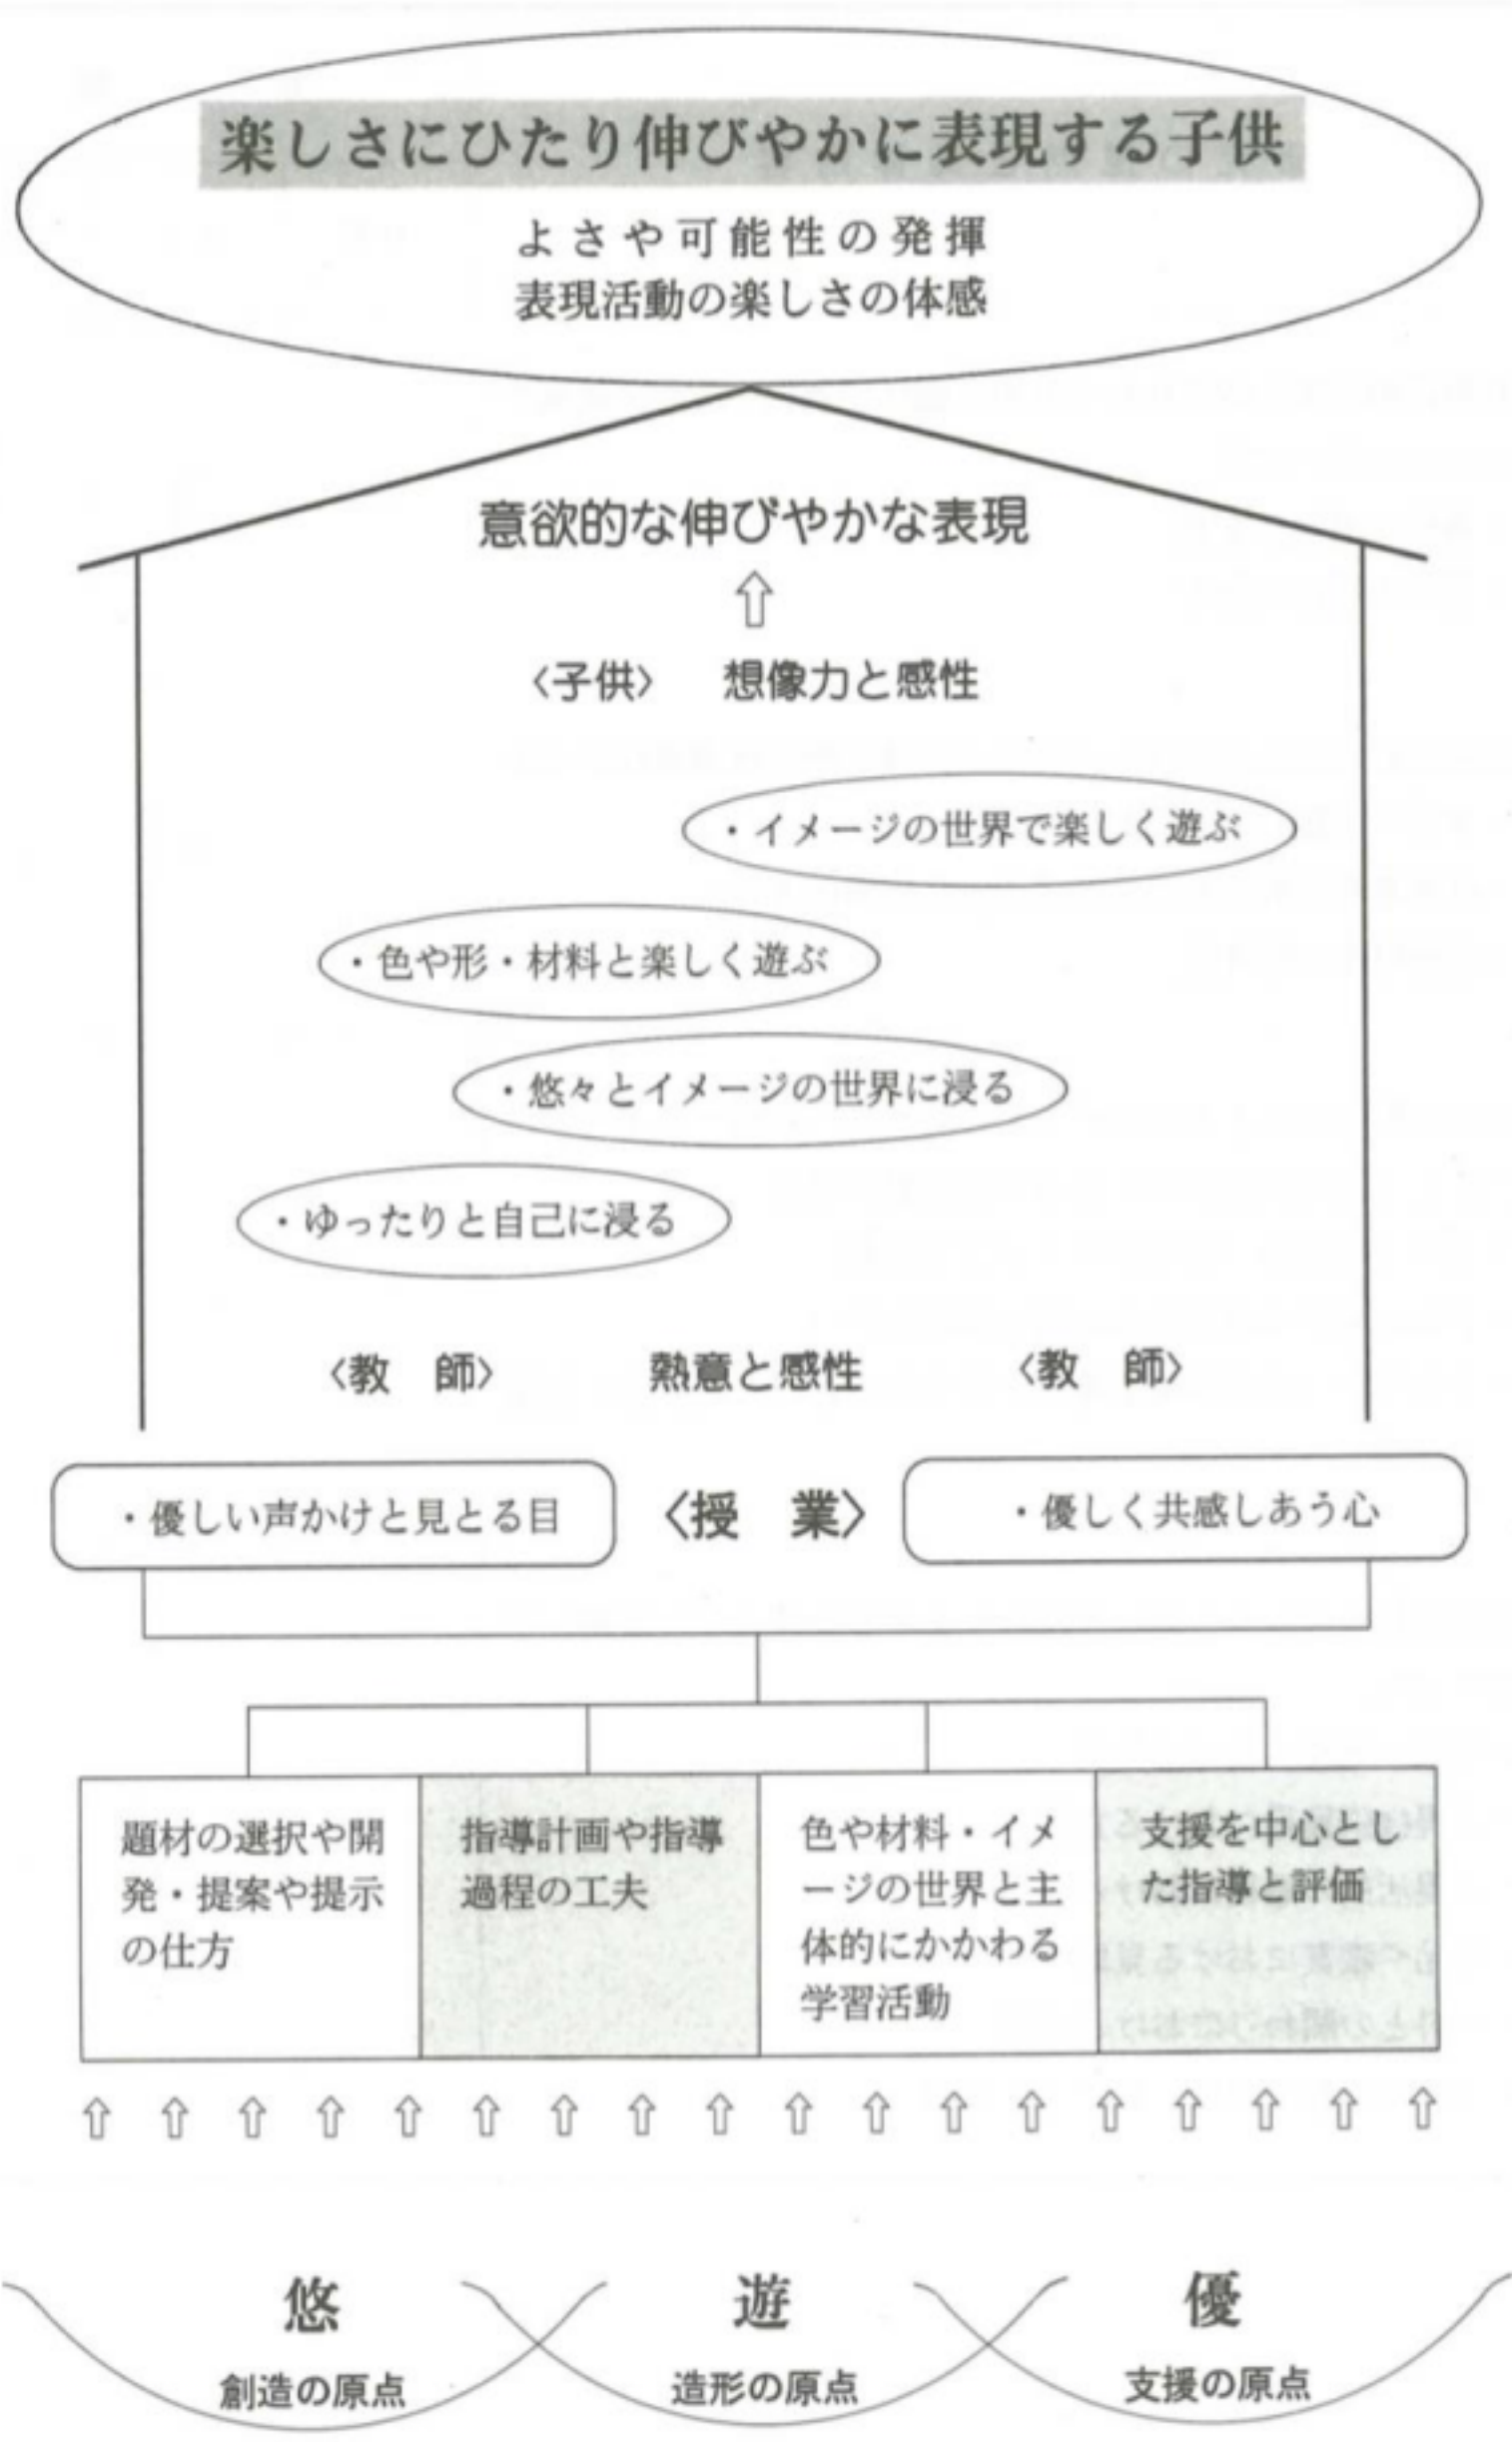 楽しさにひたり伸びやかに表現する子供
よさや可能性の発揮
表現活動の楽しさの体感
意欲的な伸びやかな表現
〈子供〉 想像力と感性
・イメージの世界で楽しく遊ぶ
・色や形・材料と楽しく遊ぶ
・悠々とイメージの世界に浸る
・ゆったりと自己に浸る
〈教 師〉 熱意と感性 〈教 師〉
・優しい声かけと見とる目 〈授 業〉 ・優しく共感しあう心
題材の選択や開
発・提案や提示
の仕方
指導計画や指導
過程の工夫
色や材料・イメ
ージの世界と主
体的にかかわる
学習活動
支援を中心とし
た指導と評価
悠
創造の原点
遊
造形の原点
優
支援の原点